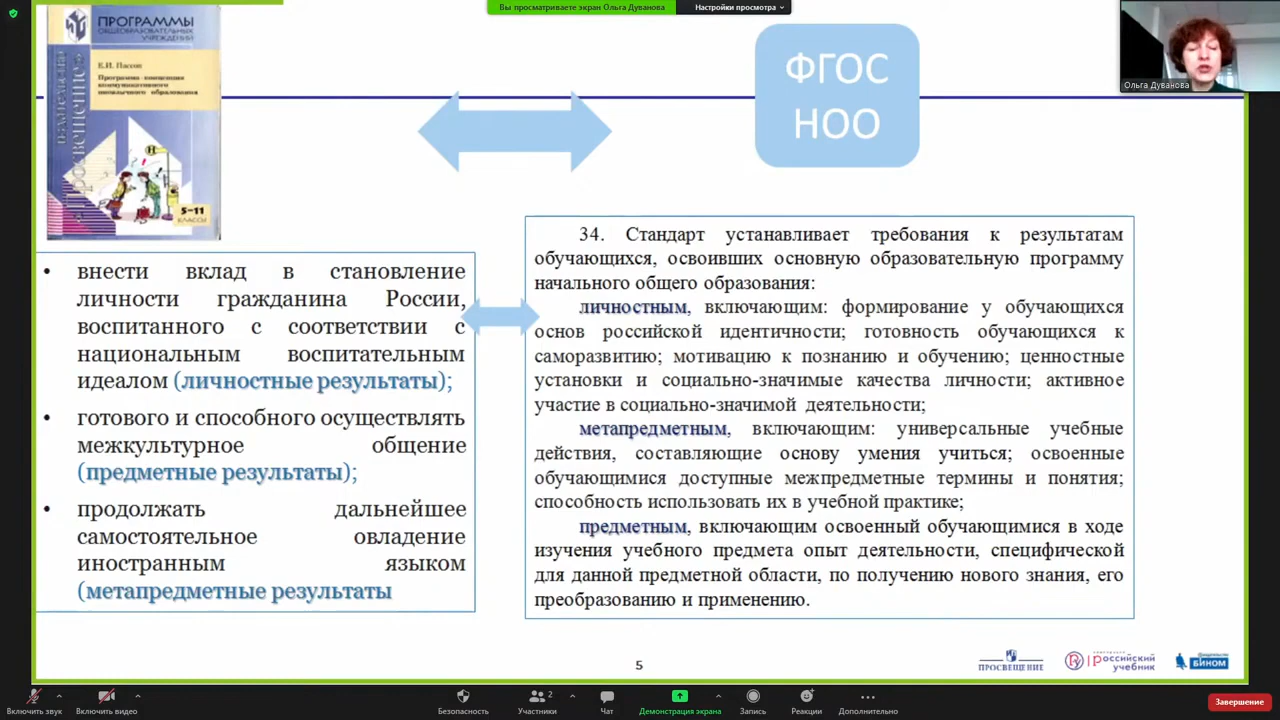 Вы просматриваете экран Ольга Дуванова
Настройки просмотра
ПРОГРАММЫ
ОБЩЕОБРАЗОВАТЕЛЬНЫХ
УЧРЕЖДЕНИЙ
Е.И. Пассов
Программа-концепция
коммуникативного
иноязычного образования
5-11
КЛАССЫ
ФГОС
НОО
Ольга Дуванова
• внести вклад в становление
личности гражданина России,
воспитанного с соответствии с
национальным воспитательным
идеалом (личностные результаты);
• готового и способного осуществлять
межкультурное общение
(предметные результаты);
• продолжать дальнейшее
самостоятельное овладение
иностранным языком
(метапредметные результаты
34. Стандарт устанавливает требования к результатам
обучающихся, освоивших основную образовательную программу
начального общего образования:
личностным, включающим: формирование у обучающихся
основ российской идентичности; готовность обучающихся к
саморазвитию; мотивацию к познанию и обучению; ценностные
установки и социально-значимые качества личности; активное
участие в социально-значимой деятельности;
метапредметным, включающим: универсальные учебные
действия, составляющие основу умения учиться; освоенные
обучающимися доступные межпредметные термины и понятия;
способность использовать их в учебной практике;
предметным, включающим освоенный обучающимися в ходе
изучения учебного предмета опыт деятельности, специфической
для данной предметной области, по получению нового знания, его
преобразованию и применению.
5
ПРОСВЕЩЕНИЕ
российский
учебник
БИНОМ
Включить звук
Включить видео
Безопасность
2
Участники
Чат
Демонстрация экрана
Запись
Реакции
Дополнительно
Завершение